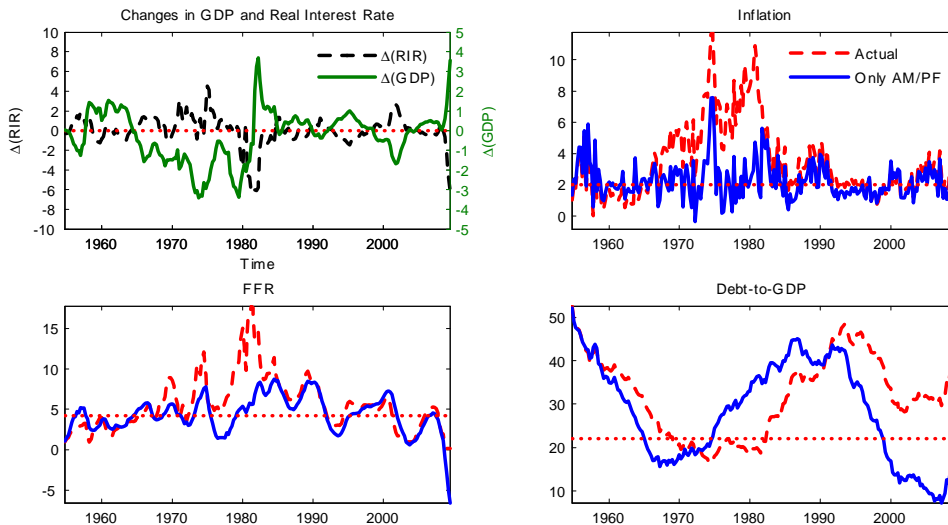 Changes in GDP and Real Interest Rate
10
8
6
4
2
0
-2
-4
-6
-8
-10
Δ(RIR)
5
4
3
2
1
0
-1
-2
-3
-4
-5
Δ(GDP)
Δ(RIR)
Δ(GDP)
1960 1970 1980 1990 2000
Time
Inflation
10
8
6
4
2
0
Actual
Only AM/PF
1960 1970 1980 1990 2000
FFR
15
10
5
0
-5
1960 1970 1980 1990 2000
Debt-to-GDP
50
40
30
20
10
1960 1970 1980 1990 2000